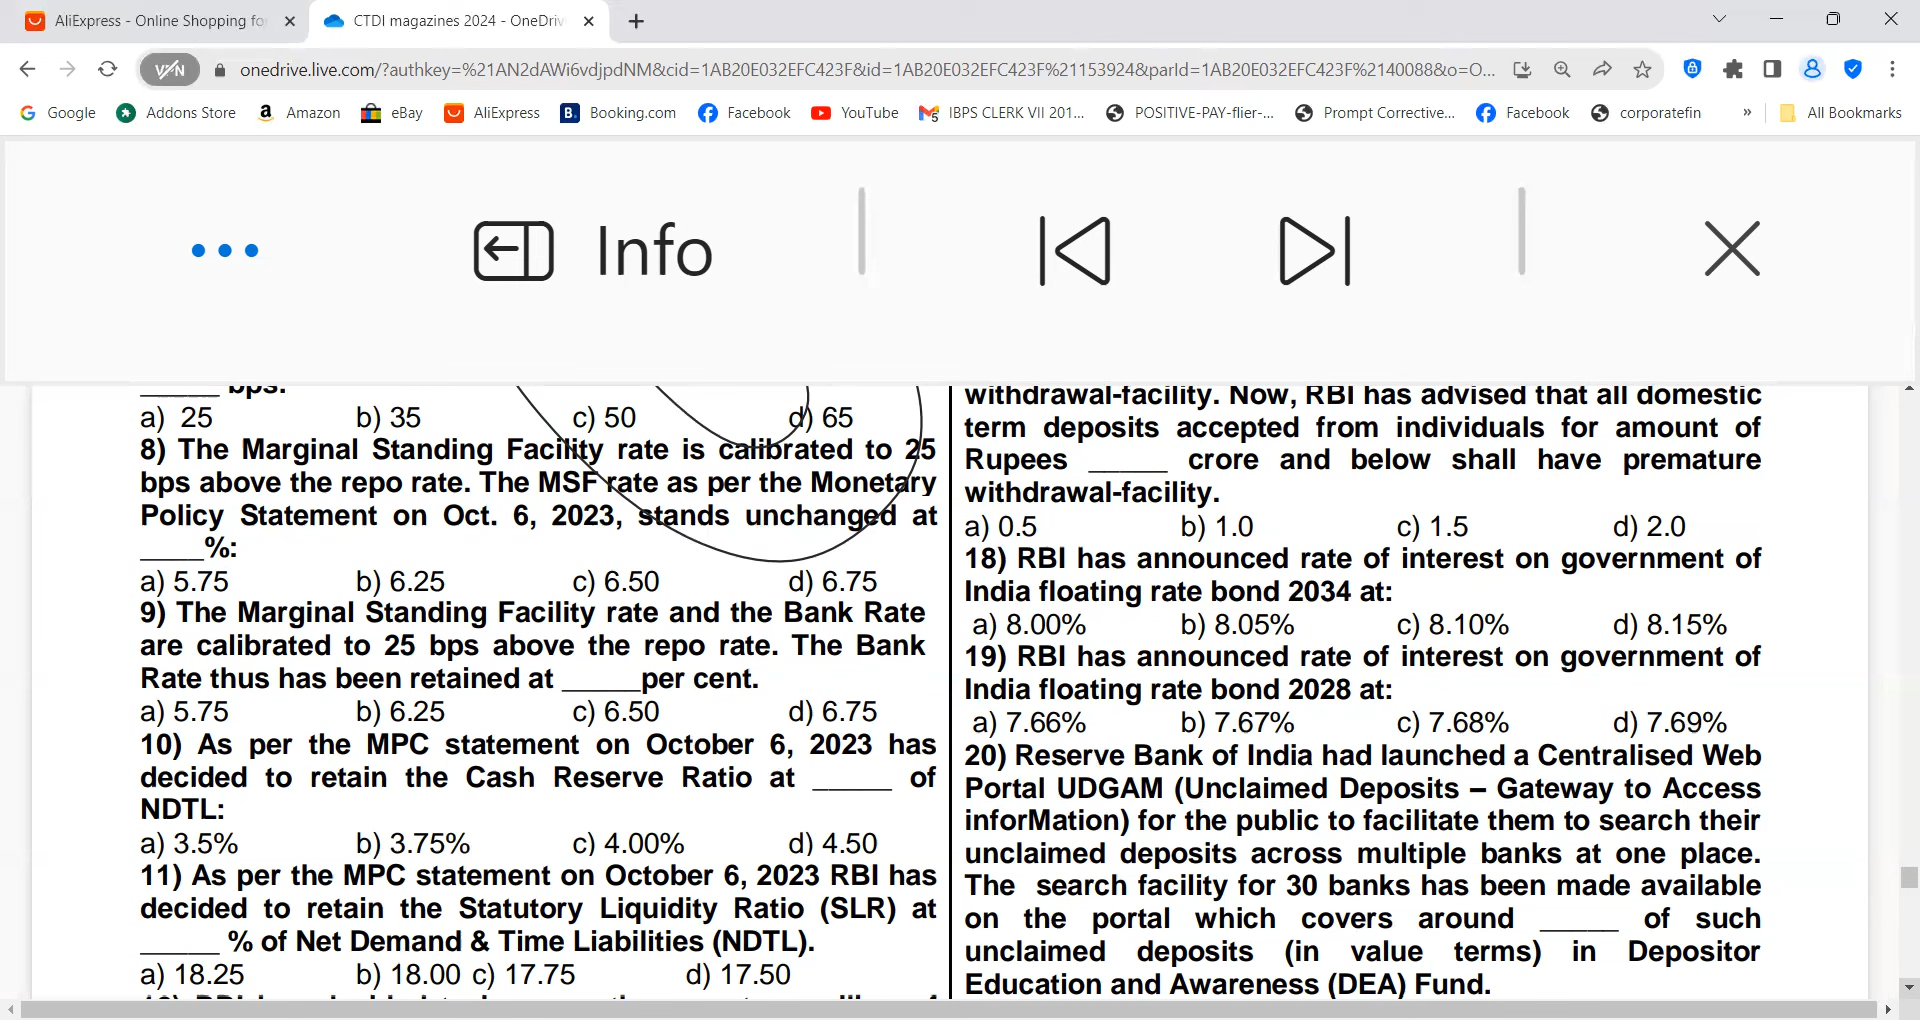 AliExpress - Online Shopping fo
CTDI magazines 2024 - OneDriv
VPN
onedrive.live.com/?authkey=%21AN2dAWi6vdjpdNM&cid=1AB20E032EFC423F&id=1AB20E032EFC423F%21153924&parId=1AB20E032EFC423F%2140088&o=O...
Google
Addons Store
Amazon
eBay
AliExpress
Booking.com
Facebook
YouTube
IBPS CLERK VII 201...
POSITIVE-PAY-flier-...
Prompt Corrective...
Facebook
corporatefin
»
All Bookmarks
Info
_____ bps.
a) 25 b) 35 c) 50 d) 65
8) The Marginal Standing Facility rate is calibrated to 25
bps above the repo rate. The MSF rate as per the Monetary
Policy Statement on Oct. 6, 2023, stands unchanged at
____%:
a) 5.75 b) 6.25 c) 6.50 d) 6.75
9) The Marginal Standing Facility rate and the Bank Rate
are calibrated to 25 bps above the repo rate. The Bank
Rate thus has been retained at _____per cent.
a) 5.75 b) 6.25 c) 6.50 d) 6.75
10) As per the MPC statement on October 6, 2023 has
decided to retain the Cash Reserve Ratio at _____ of
NDTL:
a) 3.5% b) 3.75% c) 4.00% d) 4.50
11) As per the MPC statement on October 6, 2023 RBI has
decided to retain the Statutory Liquidity Ratio (SLR) at
_____ % of Net Demand & Time Liabilities (NDTL).
a) 18.25 b) 18.00 c) 17.75 d) 17.50
withdrawal-facility. Now, RBI has advised that all domestic
term deposits accepted from individuals for amount of
Rupees _____ crore and below shall have premature
withdrawal-facility.
a) 0.5 b) 1.0 c) 1.5 d) 2.0
18) RBI has announced rate of interest on government of
India floating rate bond 2034 at:
a) 8.00% b) 8.05% c) 8.10% d) 8.15%
19) RBI has announced rate of interest on government of
India floating rate bond 2028 at:
a) 7.66% b) 7.67% c) 7.68% d) 7.69%
20) Reserve Bank of India had launched a Centralised Web
Portal UDGAM (Unclaimed Deposits – Gateway to Access
inforMation) for the public to facilitate them to search their
unclaimed deposits across multiple banks at one place.
The search facility for 30 banks has been made available
on the portal which covers around _____ of such
unclaimed deposits (in value terms) in Depositor
Education and Awareness (DEA) Fund.